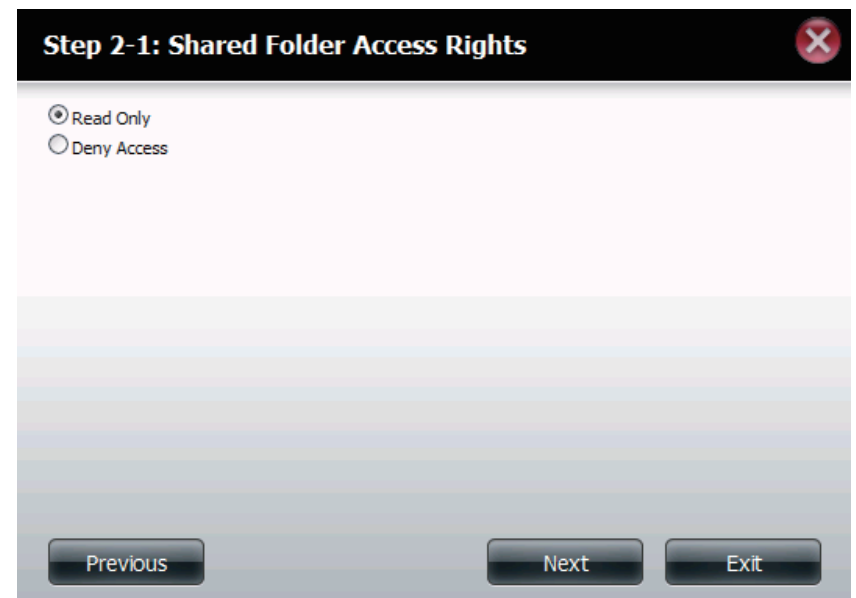 Step 2-1: Shared Folder Access Rights
Read Only
Deny Access
Previous Next Exit